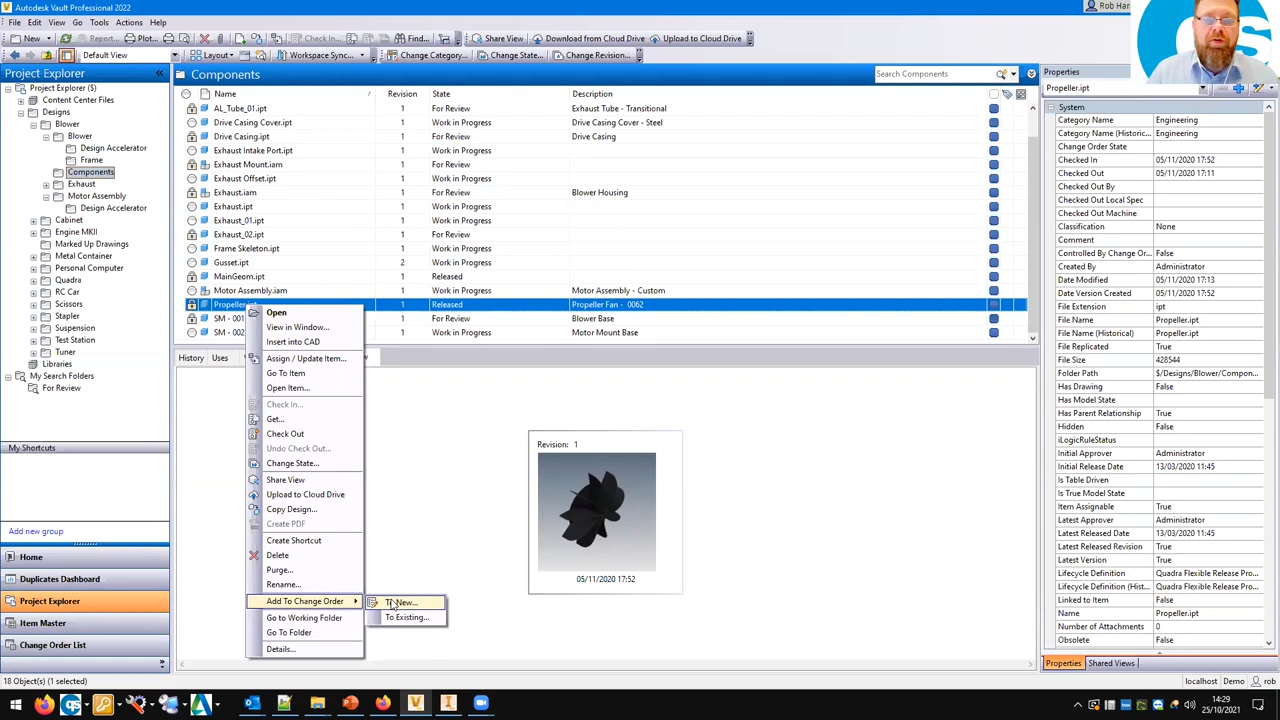 Autodesk Vault Professional 2022
Rob Har
File Edit View Go Tools Actions Help
New Report... Plot... Check In... Find... Share View Download from Cloud Drive Upload to Cloud Drive
Default View Layout Workspace Sync... Change Category... Change State... Change Revision...
Project Explorer
Project Explorer ($)
Content Center Files
Designs
Blower
Blower
Design Accelerator
Frame
Components
Exhaust
Motor Assembly
Design Accelerator
Cabinet
Engine MKII
Marked Up Drawings
Metal Container
Personal Computer
Quadra
RC Car
Scissors
Stapler
Suspension
Tuner
Libraries
My Search Folders
For Review
My Shortcuts
Add new group
Home
Duplicates Dashboard
Project Explorer
Item Master
Change Order List
Components
Search Components
Name Revision State Description
AL_Tube_01.ipt 1 For Review Exhaust Tube - Transitional
Drive Casing Cover.ipt 1 Work in Progress Drive Casing Cover - Steel
Drive Casing.ipt 1 For Review Drive Casing
Exhaust Intake Port.ipt 1 Work in Progress
Exhaust Mount.iam 1 For Review
Exhaust Offset.ipt 1 Work in Progress
Exhaust.iam 1 For Review Blower Housing
Exhaust.ipt 1 Work in Progress
Exhaust_01.ipt 1 Work in Progress
Exhaust_02.ipt 1 For Review
Frame Skeleton.ipt 1 Work in Progress
Gusset.ipt 2 Work in Progress
MainGeom.ipt 1 Released
Motor Assembly.iam 1 Work in Progress Motor Assembly - Custom
Propeller.ipt 1 Released Propeller Fan - 0062
SM - 001 1 For Review Blower Base
SM - 002 1 Work in Progress Motor Mount Base
History Uses
Open
View in Window...
Insert into CAD
Assign / Update Item...
Go To Item
Open Item...
Check In...
Get...
Check Out
Undo Check Out...
Change State...
Share View
Upload to Cloud Drive
Copy Design...
Create PDF
Create Shortcut
Delete
Purge...
Rename...
Add To Change Order
Go to Working Folder
Go To Folder
Details...
To New...
To Existing...
Revision: 1
05/11/2020 17:52
Properties
Propeller.ipt
System
Category Name Engineering
Category Name (Historic... Engineering
Change Order State
Checked In 05/11/2020 17:52
Checked Out 05/11/2020 17:11
Checked Out By
Checked Out Local Spec
Checked Out Machine
Classification None
Comment
Controlled By Change Or... False
Created By Administrator
Date Modified 05/11/2020 17:13
Date Version Created 05/11/2020 17:52
File Extension ipt
File Name Propeller.ipt
File Name (Historical) Propeller.ipt
File Replicated True
File Size 428544
Folder Path $/Designs/Blower/Compon...
Has Drawing False
Has Model State
Has Parent Relationship True
Hidden False
iLogicRuleStatus
Initial Approver Administrator
Initial Release Date 13/03/2020 11:45
Is Table Driven
Is True Model State
Item Assignable True
Latest Approver Administrator
Latest Released Date 13/03/2020 11:45
Latest Released Revision True
Latest Version True
Lifecycle Definition Quadra Flexible Release Proc...
Linked to Item False
Name Propeller.ipt
Number of Attachments 0
Obsolete False
Properties Shared Views
18 Object(s) (1 selected)
localhost Demo rob
14:29
25/10/2021